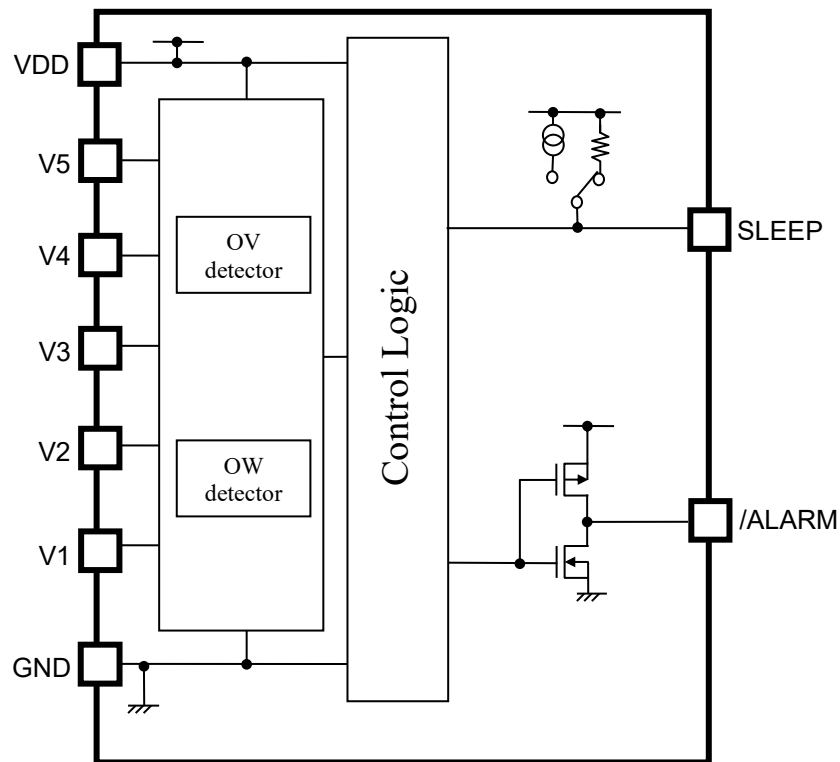 VDD
V5
V4
V3
V2
V1
GND
OV
detector
OW
detector
Control Logic
SLEEP
/ALARM